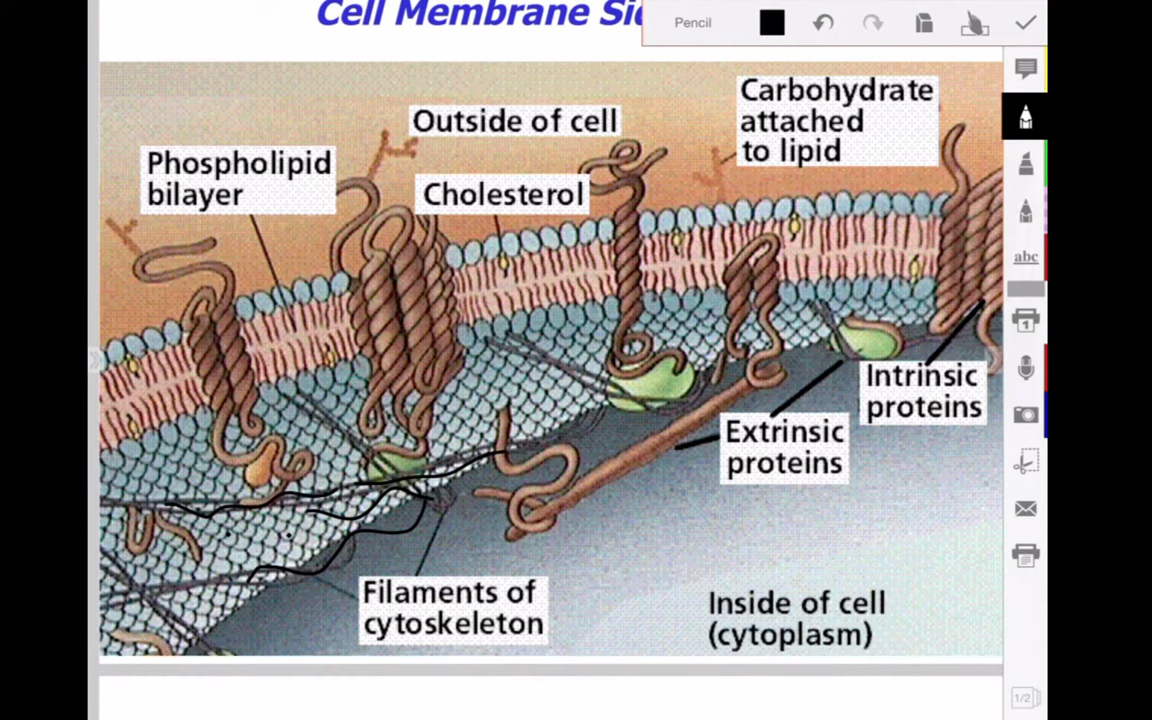 Cell Membrane
Pencil
Outside of cell
Carbohydrate
attached
to lipid
Phospholipid
bilayer
Cholesterol
abc
1
Intrinsic
proteins
Extrinsic
proteins
Filaments of
cytoskeleton
Inside of cell
(cytoplasm)
1/2